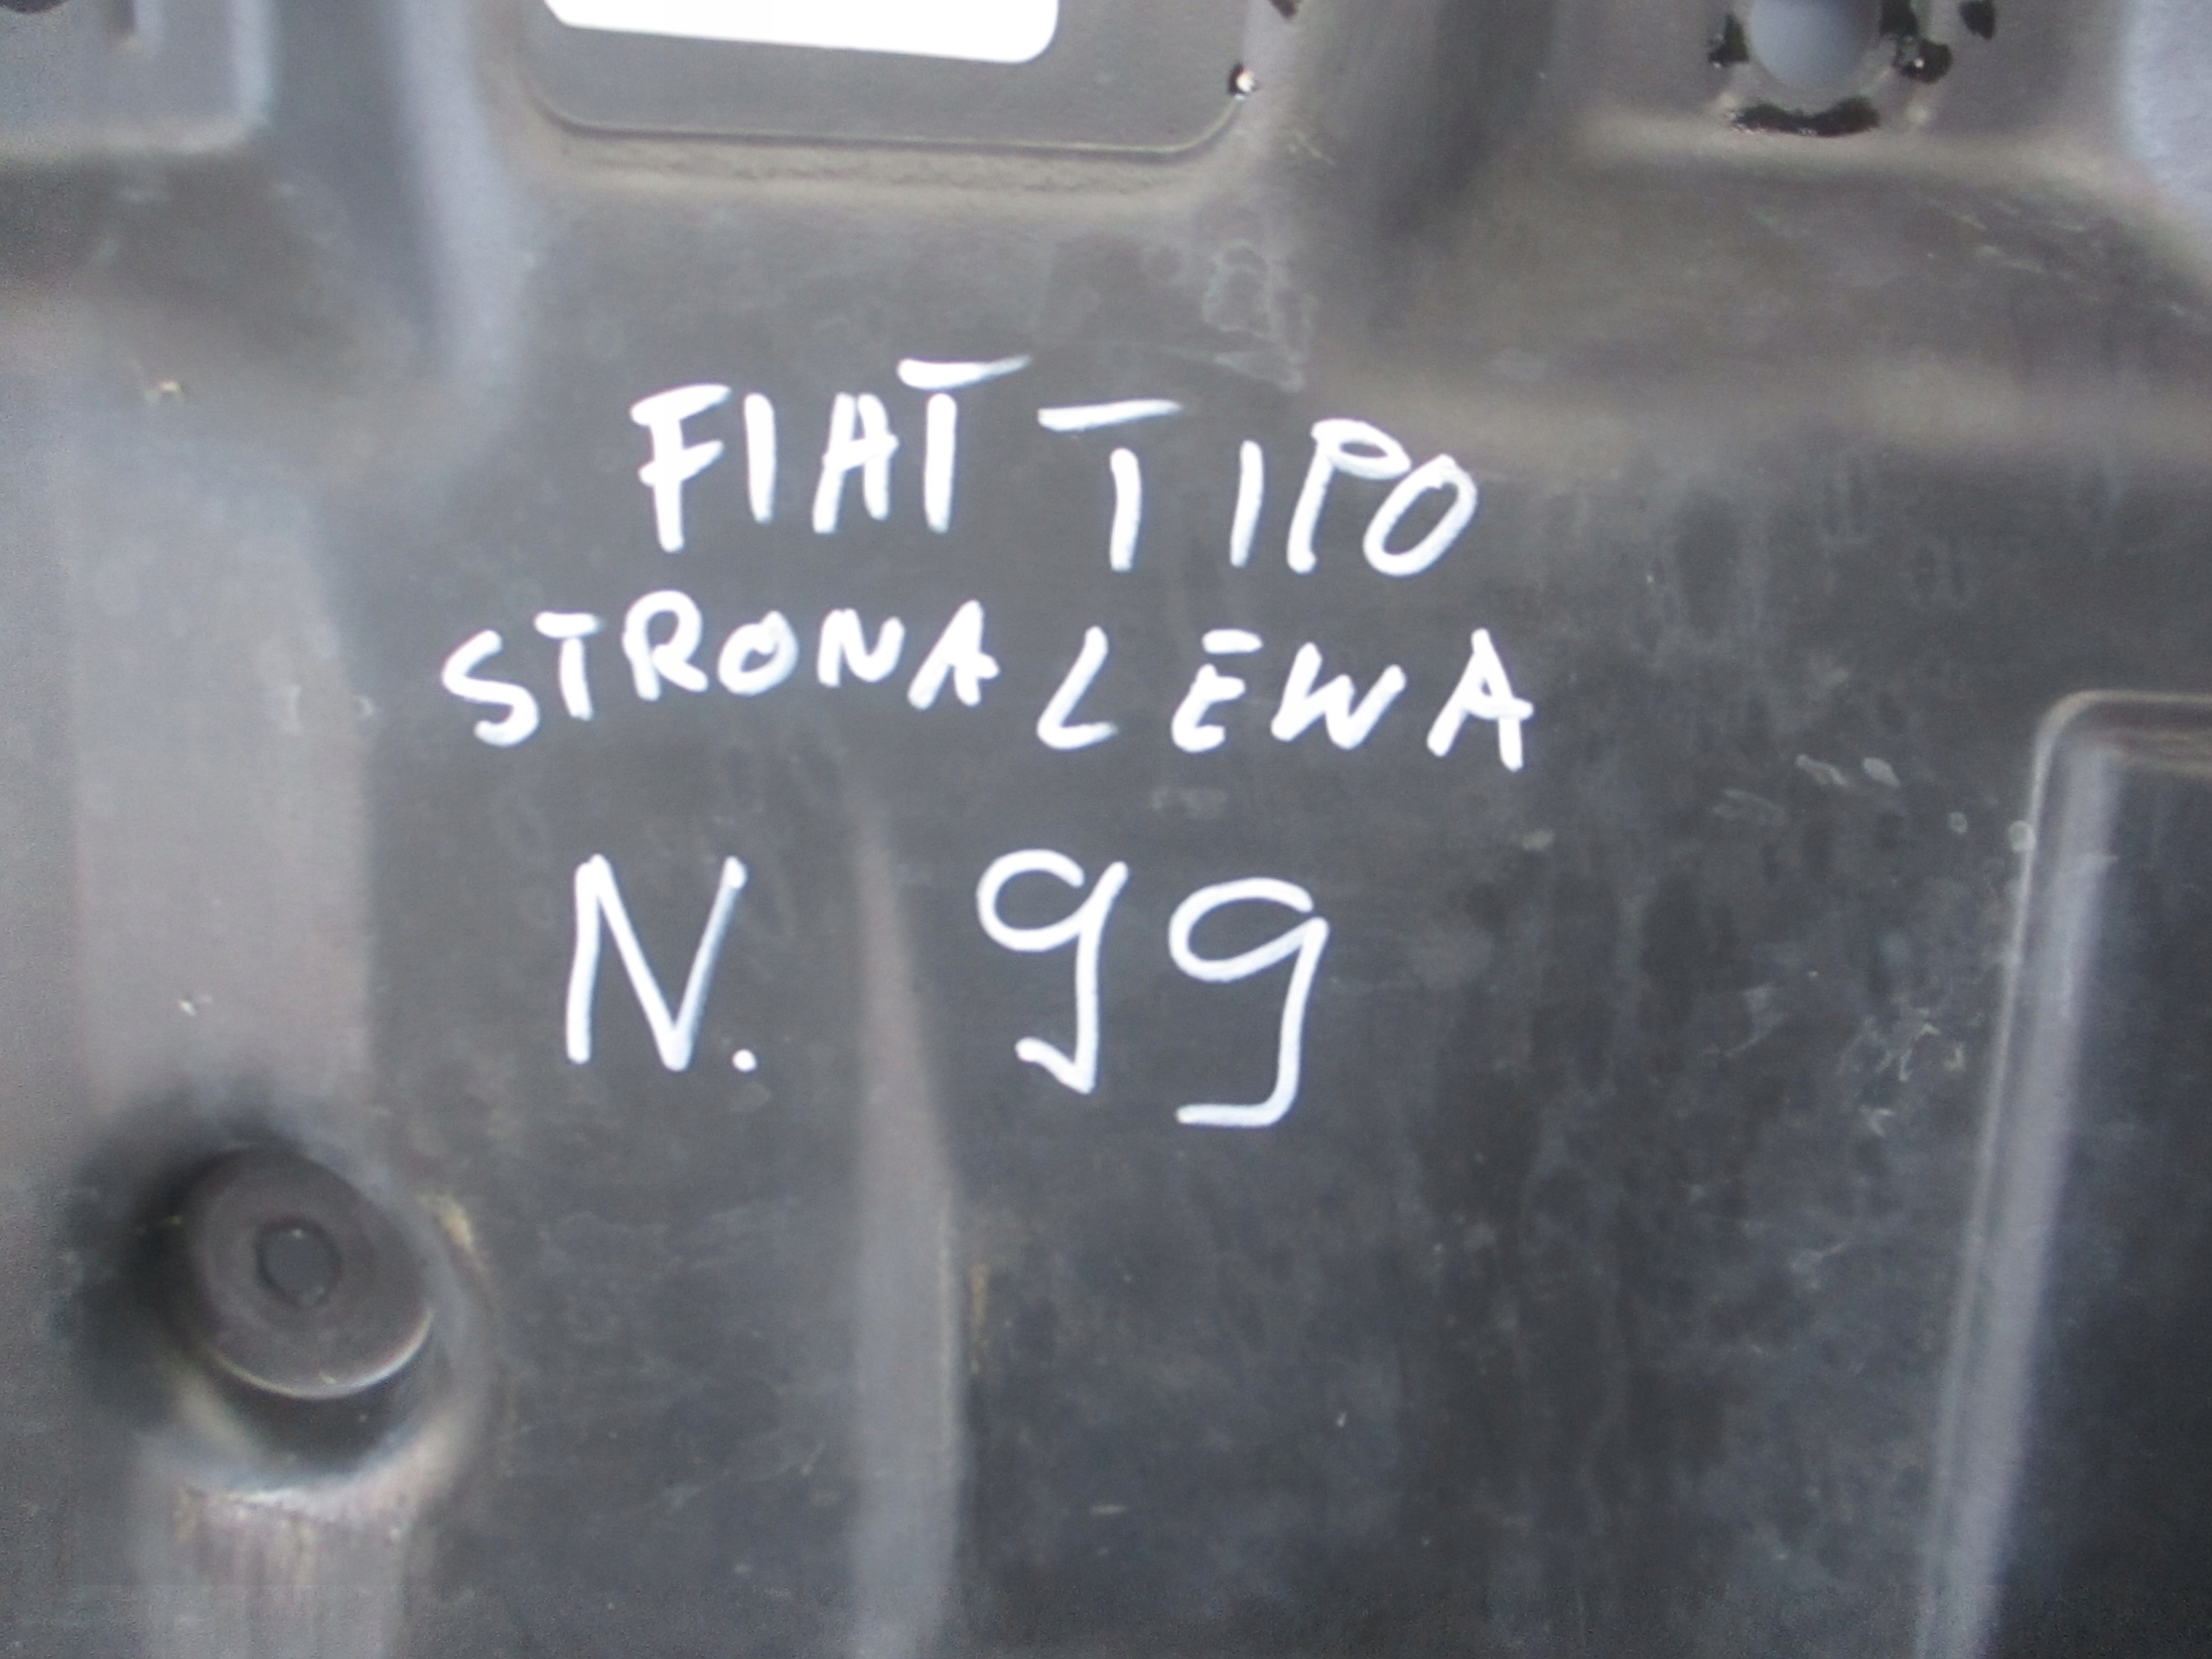 FIAT TIPO
STRONA LEWA
N. 99